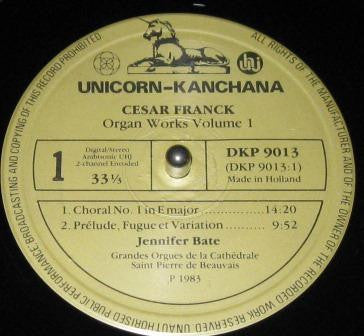 ALL RIGHTS OF THE MANUFACTURER AND OF THE OWNER OF THE RECORDED WORK RESERVED. UNAUTHORISED PUBLIC PERFORMANCE, BROADCASTING AND COPYING OF THIS RECORD PROHIBITED
UNICORN-KANCHANA
CESAR FRANCK
Organ Works Volume 1
1
Digital/Stereo
Ambisonic UHJ
2-channel Encoded
33⅓
DKP 9013
(DKP 9013:1)
Made in Holland
1. Choral No. 1 in E major .......... 14:20
2. Prélude, Fugue et Variation ..... 9:52
Jennifer Bate
Grandes Orgues de la Cathédrale
Saint Pierre de Beauvais
P 1983